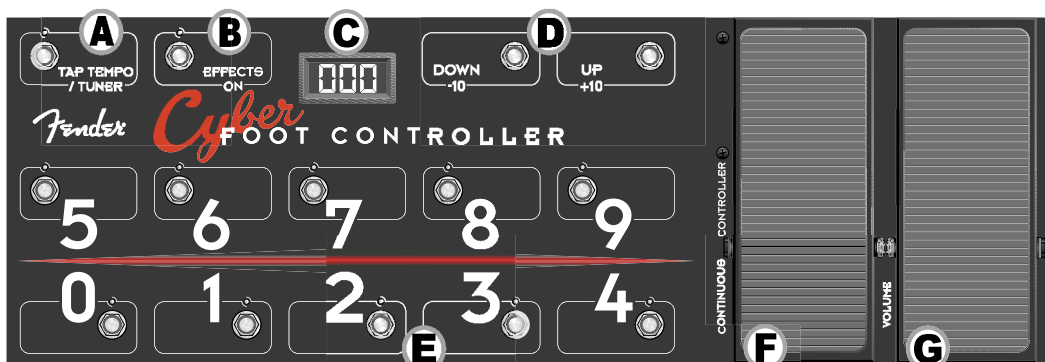 A B C D
TAP TEMPO
/ TUNER
EFFECTS
ON
000
DOWN
-10
UP
+10
Fender
Cyber
FOOT CONTROLLER
5 6 7 8 9
0 1 2 3 4
E
CONTINUOUS CONTROLLER
F
VOLUME
G